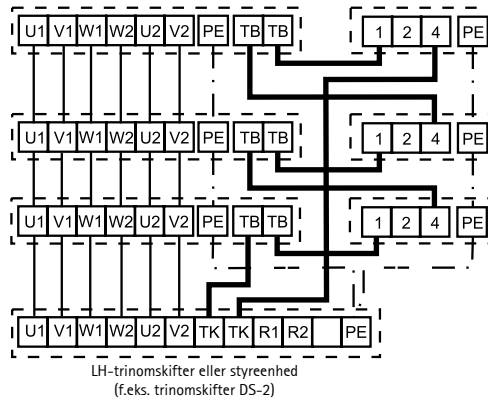 U1 V1 W1 W2 U2 V2 PE TB TB 1 2 4 PE
U1 V1 W1 W2 U2 V2 PE TB TB 1 2 4 PE
U1 V1 W1 W2 U2 V2 PE TB TB 1 2 4 PE
U1 V1 W1 W2 U2 V2 TK TK R1 R2 PE
LH-trinomskifter eller styreenhed
(f.eks. trinomskifter DS-2)